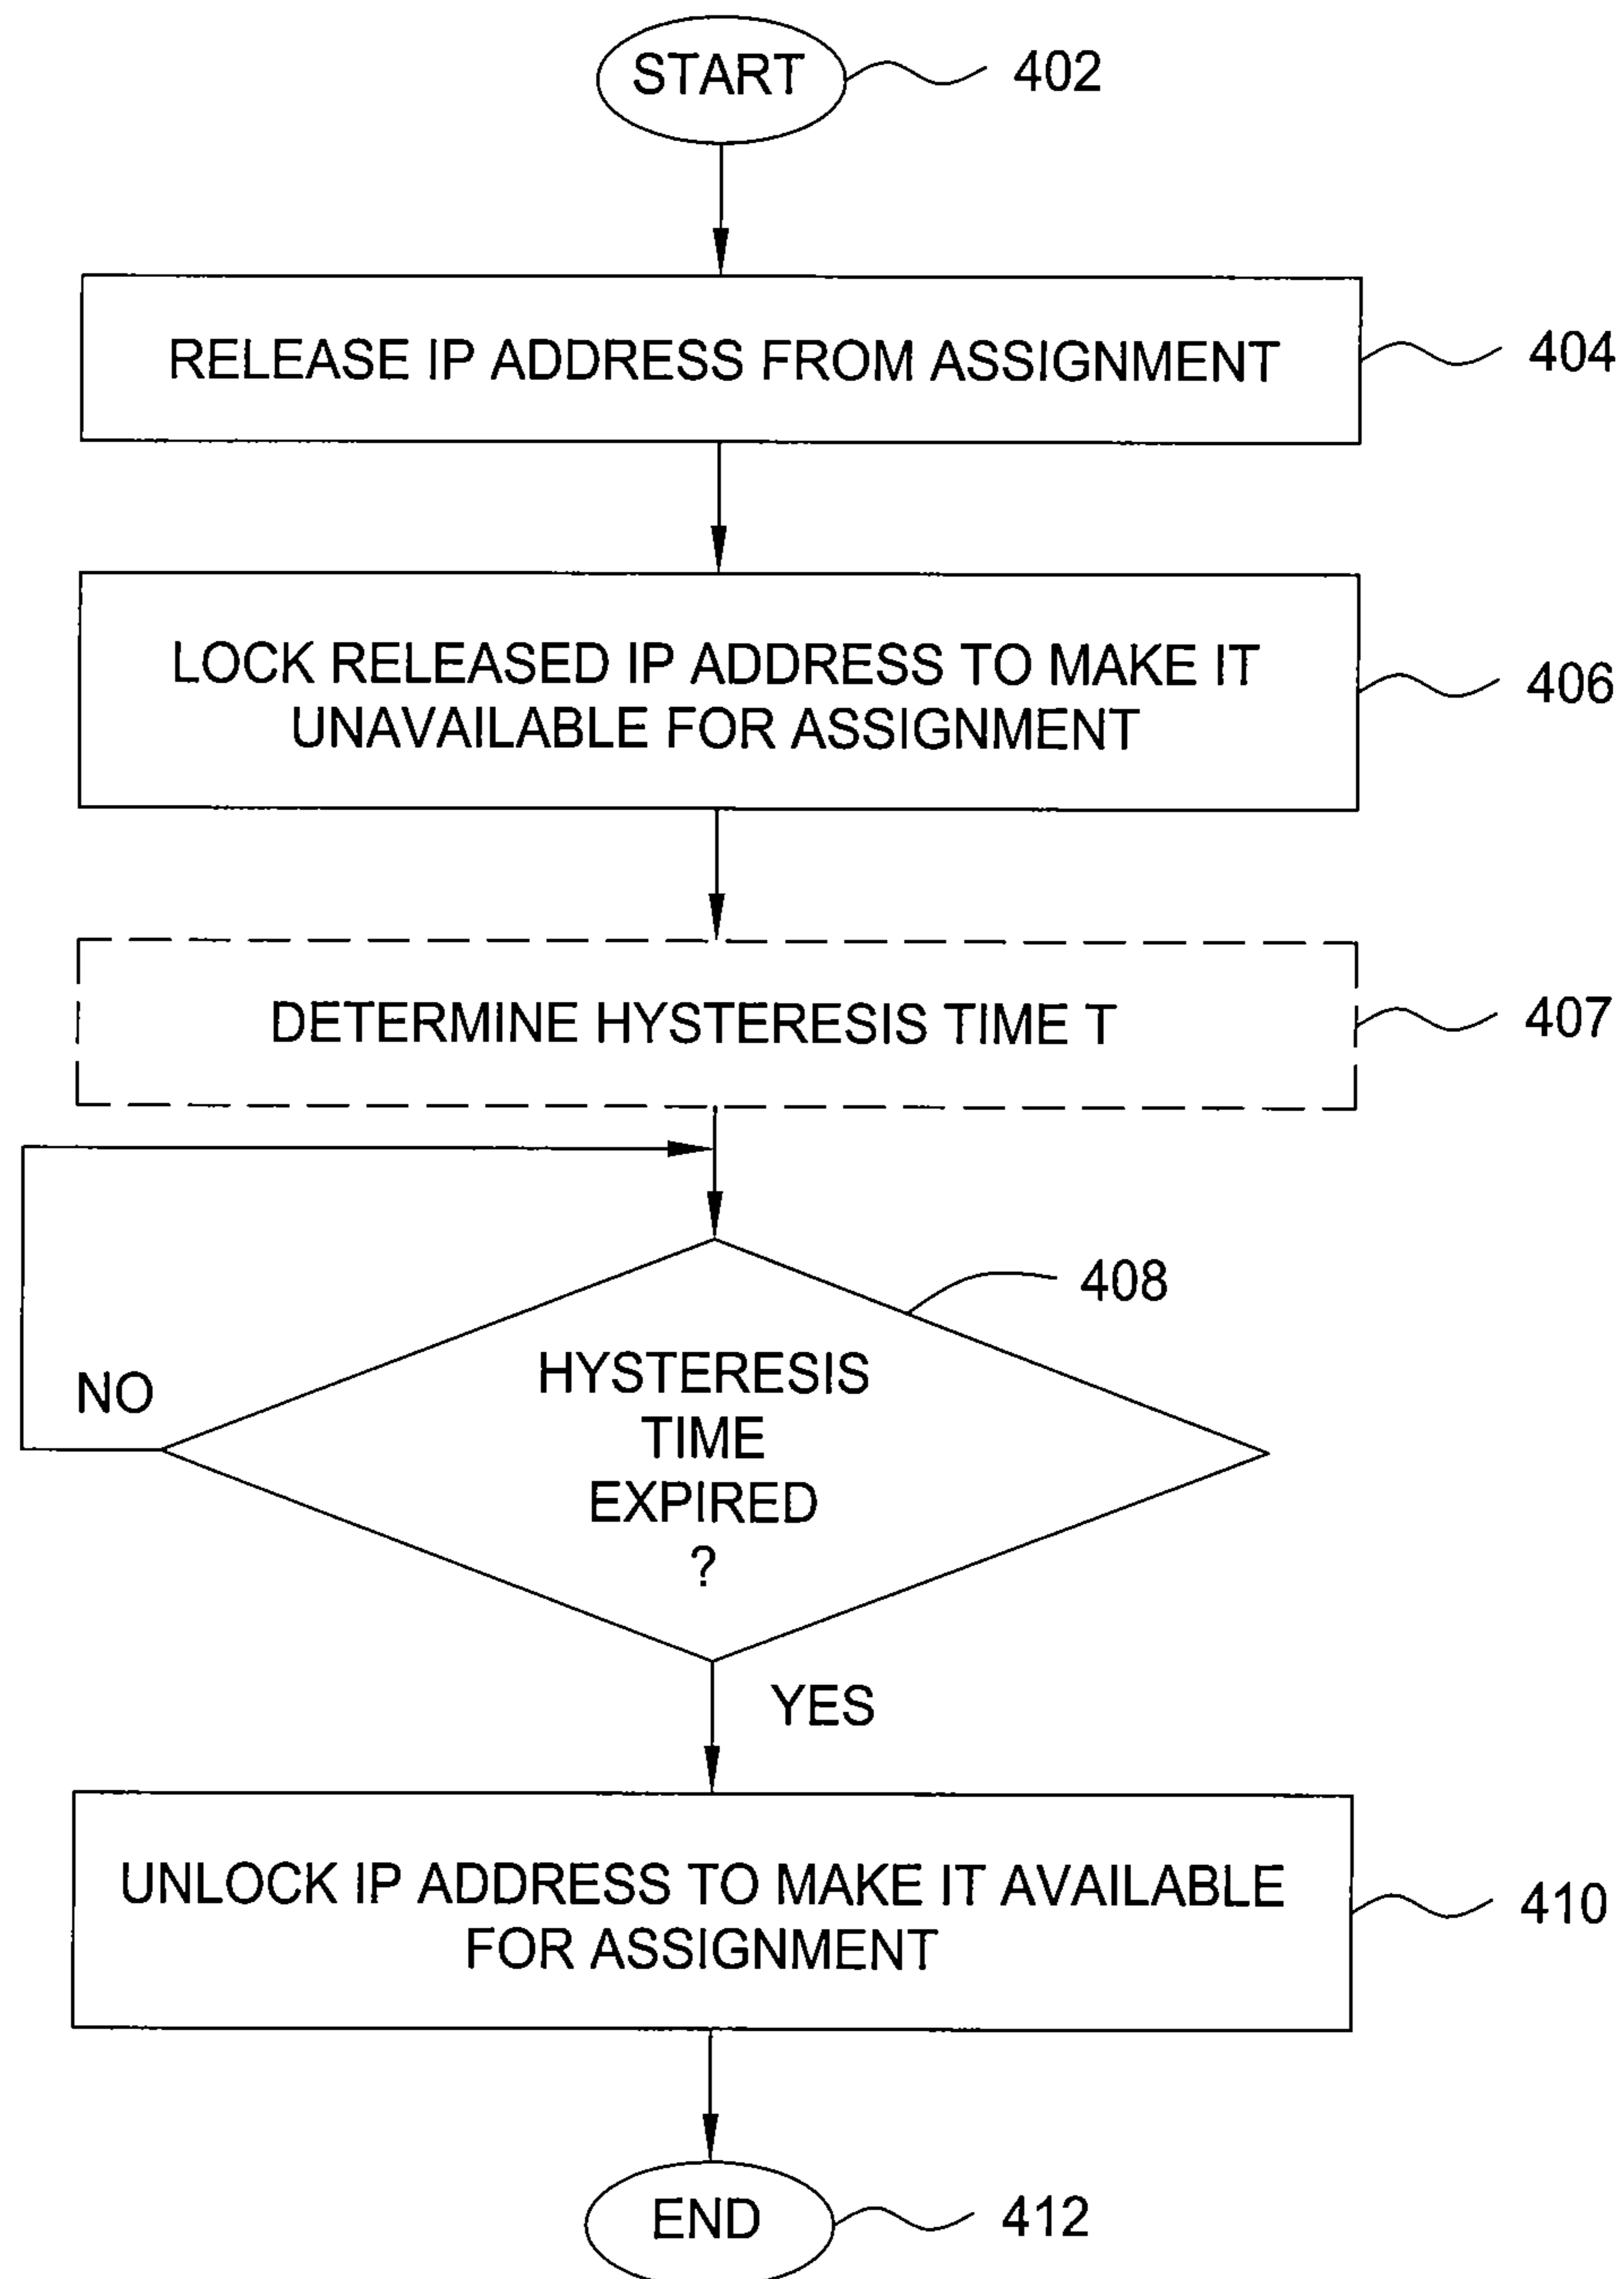 START
402
RELEASE IP ADDRESS FROM ASSIGNMENT
404
LOCK RELEASED IP ADDRESS TO MAKE IT
UNAVAILABLE FOR ASSIGNMENT
406
DETERMINE HYSTERESIS TIME T
407
408
HYSTERESIS
TIME
EXPIRED
?
NO
YES
UNLOCK IP ADDRESS TO MAKE IT AVAILABLE
FOR ASSIGNMENT
410
END
412